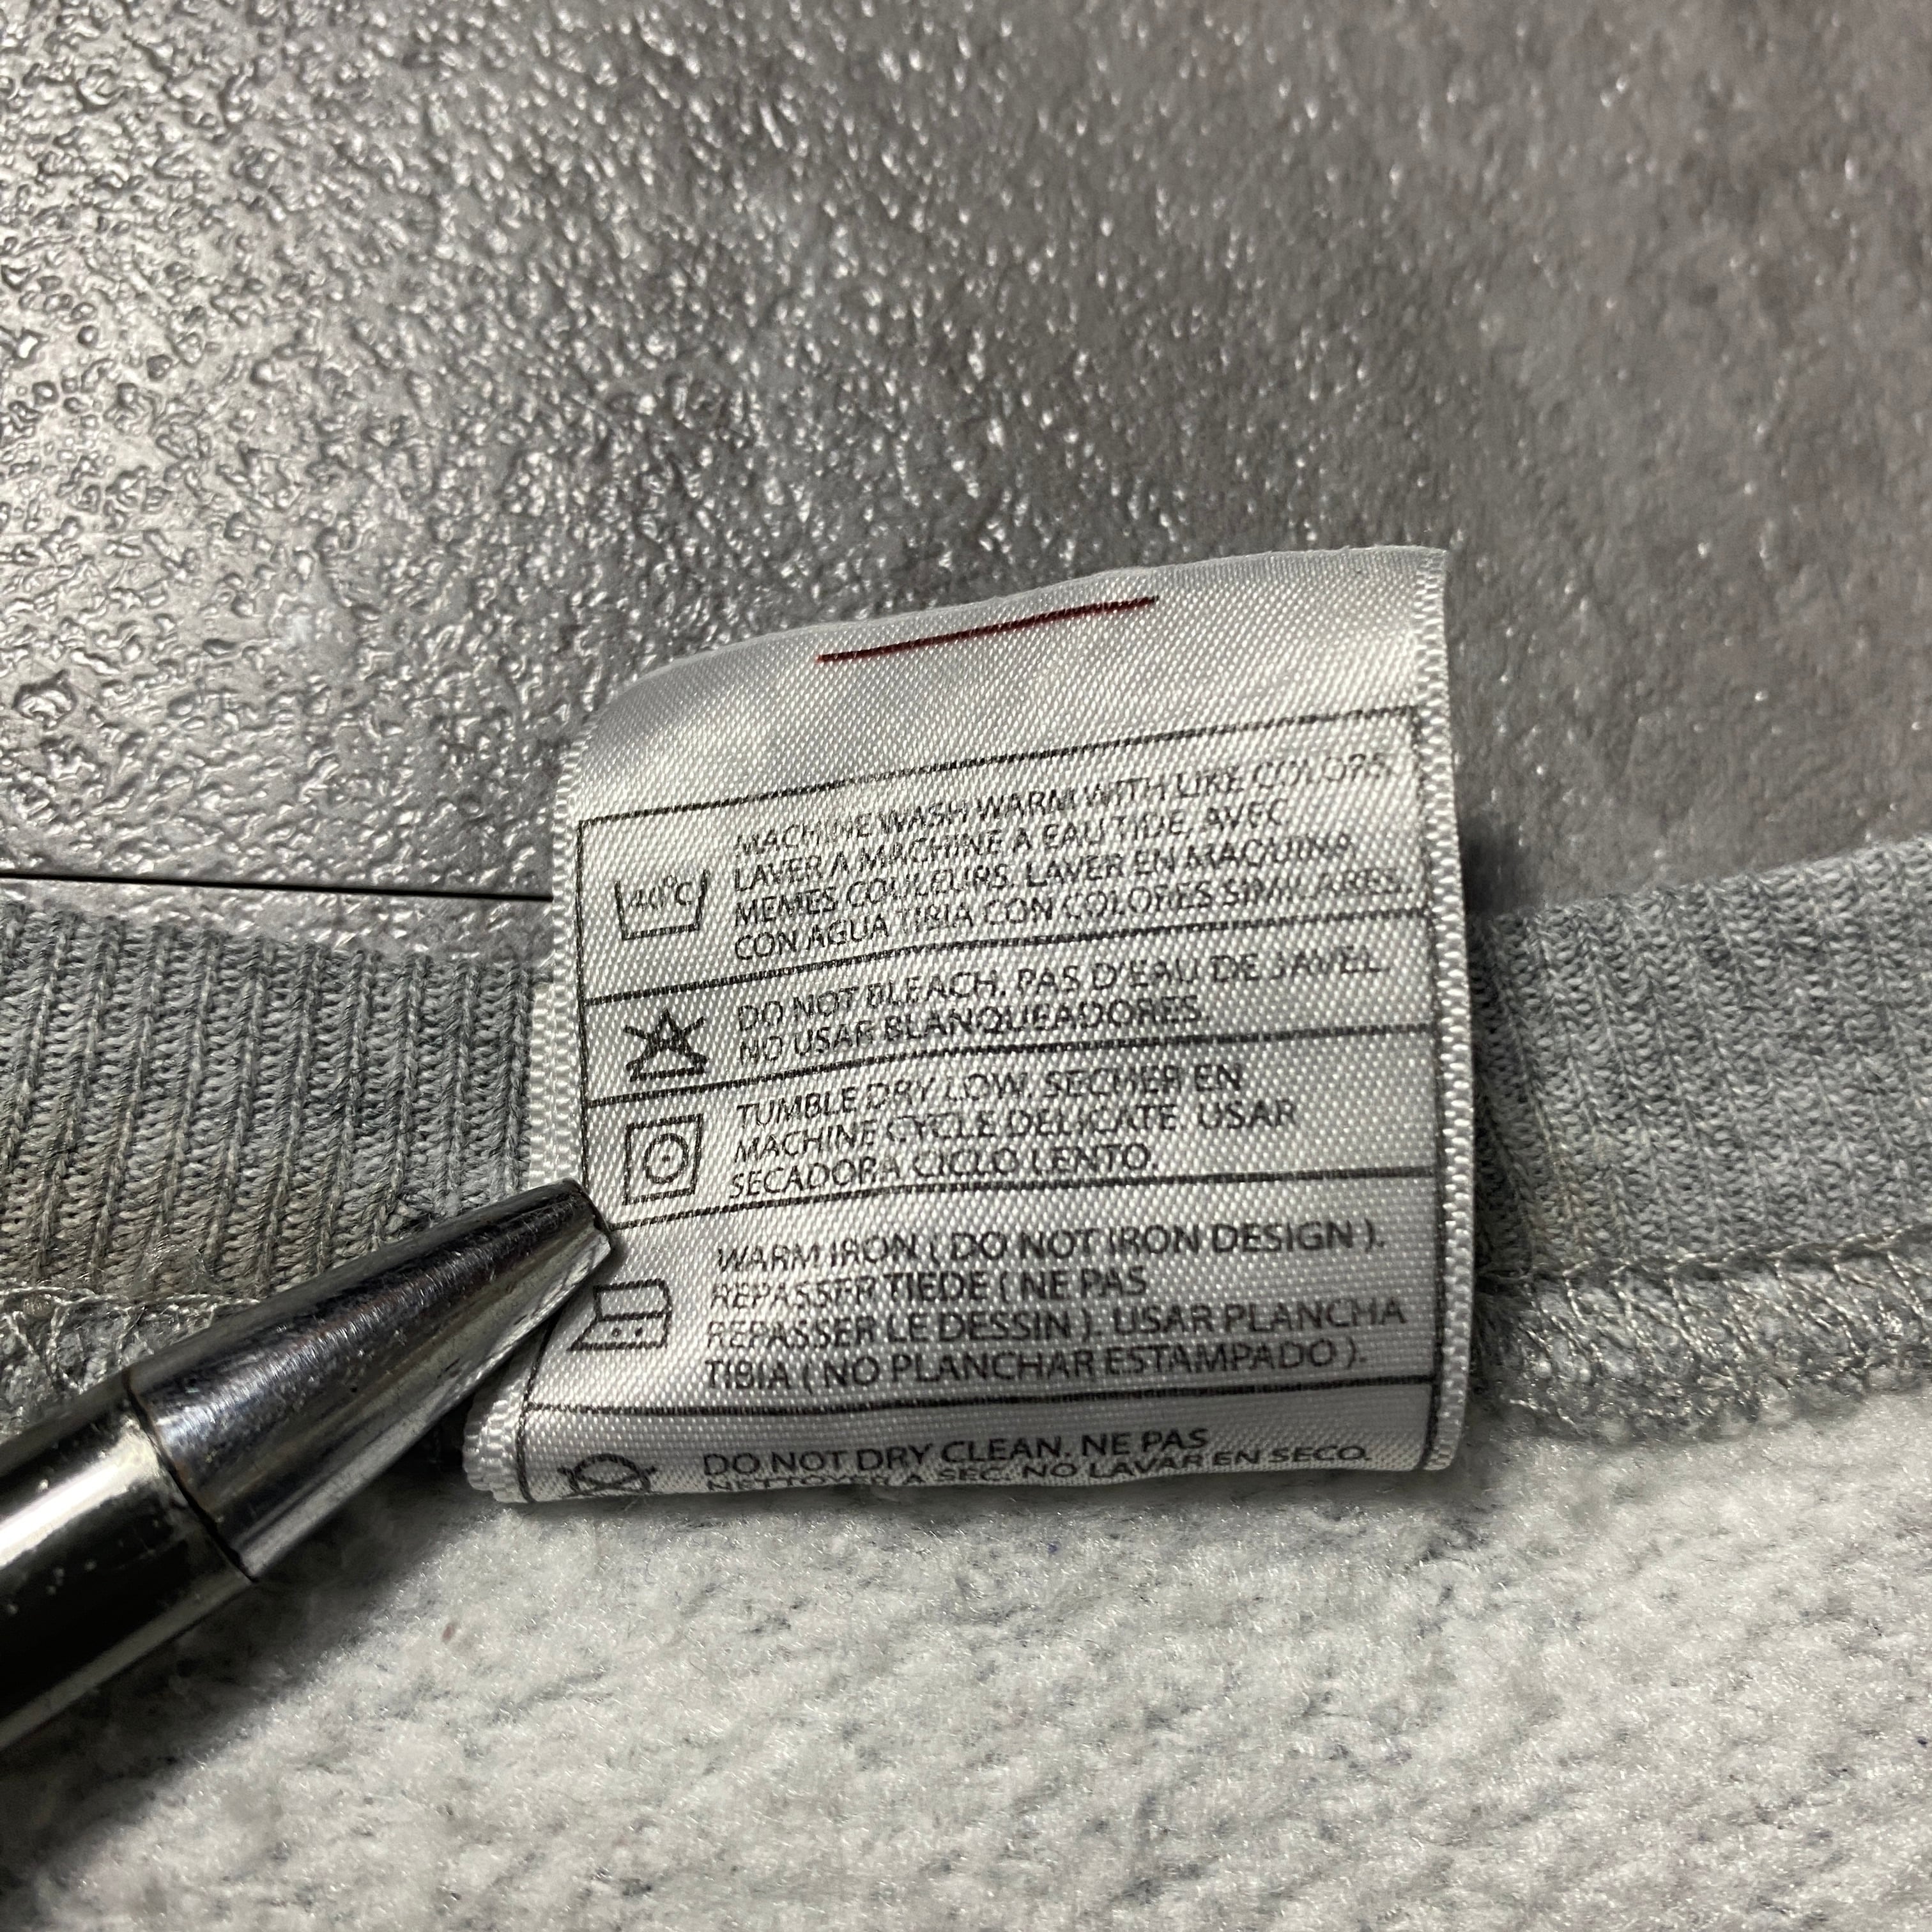 MACHINE WASH WARM WITH LIKE COLORS.
LAVER A MACHINE A EAU TIDE, AVEC
40°C
MEMES COULEURS. LAVER EN MAQUINA
CON AGUA TIBIA CON COLORES SIMILARES.
DO NOT BLEACH. PAS D'EAU DE JAVEL.
NO USAR BLANQUEADORES.
TUMBLE DRY LOW. SECHER EN
MACHINE CYCLE DELICATE. USAR
SECADORA CICLO LENTO.
WARM IRON ( DO NOT IRON DESIGN ).
REPASSER TIEDE ( NE PAS
REPASSER LE DESSIN ). USAR PLANCHA
TIBIA ( NO PLANCHAR ESTAMPADO ).
DO NOT DRY CLEAN. NE PAS
NETTOYER A SEC. NO LAVAR EN SECO.